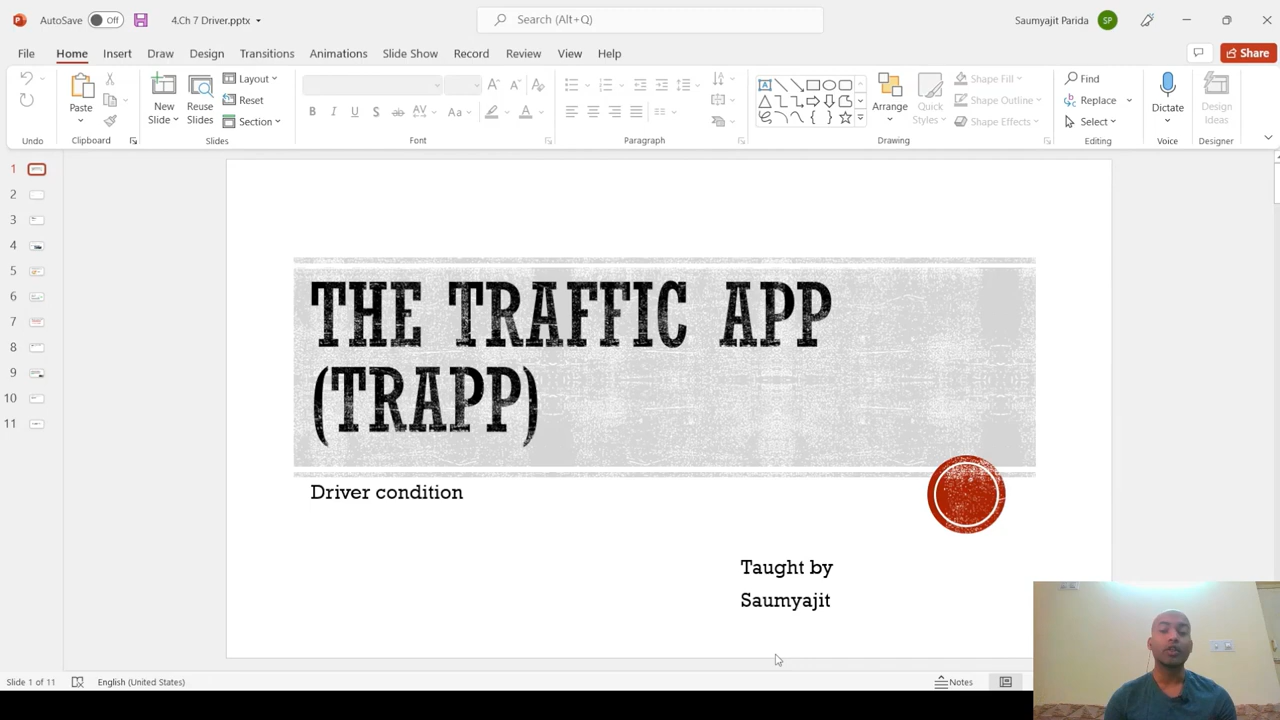 AutoSave Off 4.Ch 7 Driver.pptx Search (Alt+Q) Saumyajit Parida SP
File Home Insert Draw Design Transitions Animations Slide Show Record Review View Help Share
Paste New Slide Reuse Slides Layout Reset Section
B I U S ab AV Aa A
Arrange Quick Styles Shape Fill Shape Outline Shape Effects
Find Replace Select Dictate Design Ideas
Undo Clipboard Slides Font Paragraph Drawing Editing Voice Designer
1
2
3
4
5
6
7
8
9
10
11
THE TRAFFIC APP
(TRAPP)
Driver condition
Taught by
Saumyajit
Slide 1 of 11 English (United States) Notes